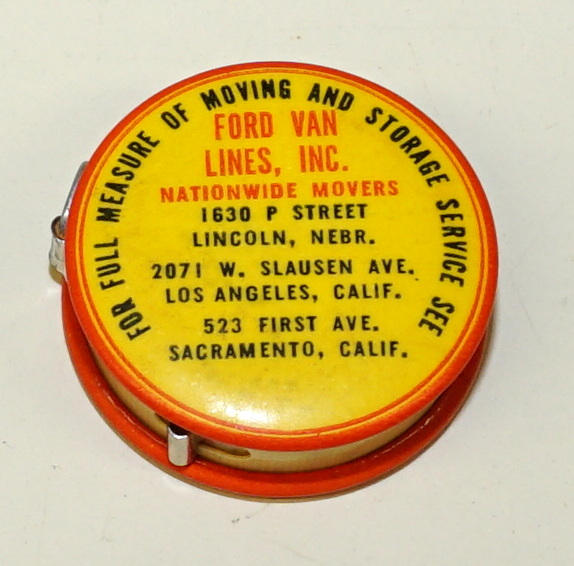 FOR FULL MEASURE OF MOVING AND STORAGE SERVICE SEE
FORD VAN
LINES, INC.
NATIONWIDE MOVERS
1630 P STREET
LINCOLN, NEBR.
2071 W. SLAUSEN AVE.
LOS ANGELES, CALIF.
523 FIRST AVE.
SACRAMENTO, CALIF.